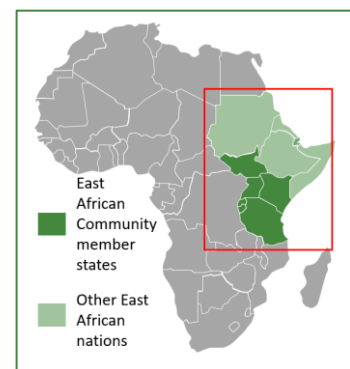 East
African
Community
member
states
Other East
African
nations